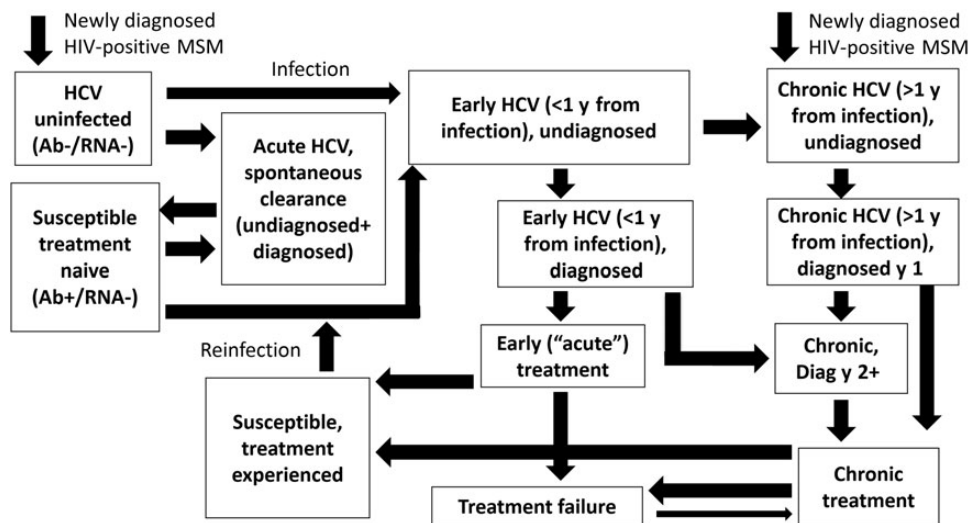 Newly diagnosed
HIV-positive MSM
Newly diagnosed
HIV-positive MSM
HCV
uninfected
(Ab-/RNA-)
Infection
Early HCV (<1 y from
infection), undiagnosed
Chronic HCV (>1 y
from infection),
undiagnosed
Acute HCV,
spontaneous
clearance
(undiagnosed+
diagnosed)
Susceptible
treatment
naive
(Ab+/RNA-)
Early HCV (<1 y
from infection),
diagnosed
Chronic HCV (>1 y
from infection),
diagnosed y 1
Reinfection
Early (“acute”)
treatment
Chronic,
Diag y 2+
Susceptible,
treatment
experienced
Treatment failure
Chronic
treatment